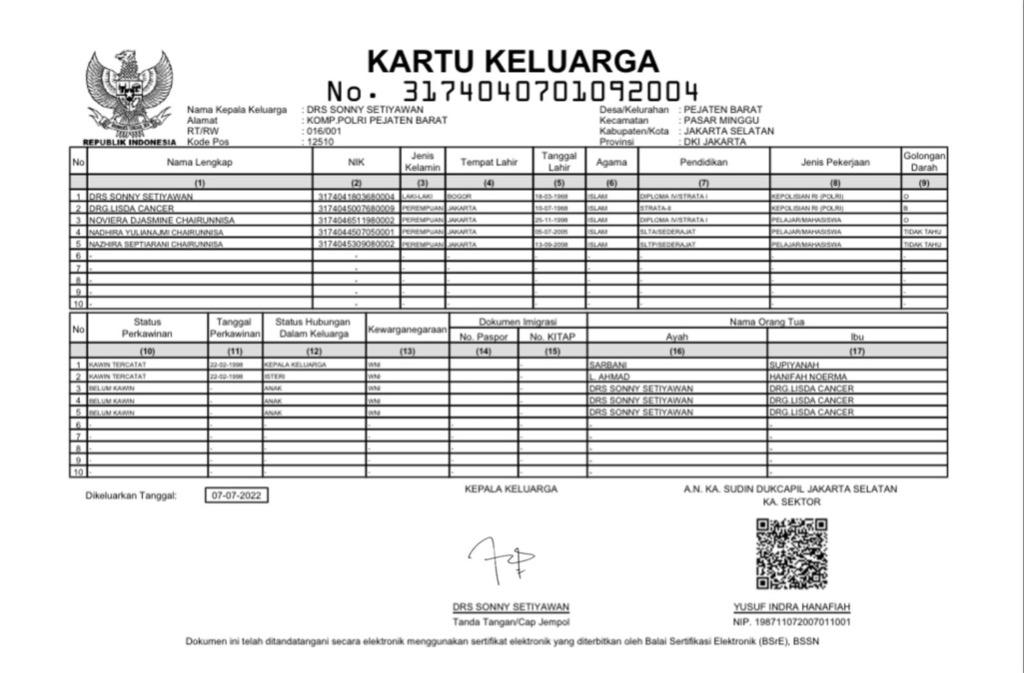 KARTU KELUARGA
No. 3174040701092004
REPUBLIK INDONESIA
Nama Kepala Keluarga : DRS SONNY SETIYAWAN Desa/Kelurahan : PEJATEN BARAT
Alamat : KOMP.POLRI PEJATEN BARAT Kecamatan : PASAR MINGGU
RT/RW : 016/001 Kabupaten/Kota : JAKARTA SELATAN
Kode Pos : 12510 Provinsi : DKI JAKARTA
No Nama Lengkap NIK Jenis Kelamin Tempat Lahir Tanggal Lahir Agama Pendidikan Jenis Pekerjaan Golongan Darah
(1) (2) (3) (4) (5) (6) (7) (8) (9)
1 DRS SONNY SETIYAWAN 3174041803680004 LAKI-LAKI BOGOR 18-03-1968 ISLAM DIPLOMA IV/STRATA I KEPOLISIAN RI (POLRI) O
2 DRG.LISDA CANCER 3174045007680009 PEREMPUAN JAKARTA 10-07-1968 ISLAM STRATA-II KEPOLISIAN RI (POLRI) B
3 NOVIERA DJASMINE CHAIRUNNISA 3174046511980002 PEREMPUAN JAKARTA 25-11-1998 ISLAM DIPLOMA IV/STRATA I PELAJAR/MAHASISWA O
4 NADHIRA YULIANAJMI CHAIRUNNISA 3174044507050001 PEREMPUAN JAKARTA 05-07-2005 ISLAM SLTA/SEDERAJAT PELAJAR/MAHASISWA TIDAK TAHU
5 NAZHIRA SEPTIARANI CHAIRUNNISA 3174045309080002 PEREMPUAN JAKARTA 13-09-2008 ISLAM SLTP/SEDERAJAT PELAJAR/MAHASISWA TIDAK TAHU
6 - - - - - - - - -
7 - - - - - - - - -
8 - - - - - - - - -
9 - - - - - - - - -
10 - - - - - - - - -
No Status Perkawinan Tanggal Perkawinan Status Hubungan Dalam Keluarga Kewarganegaraan Dokumen Imigrasi Nama Orang Tua
No. Paspor No. KITAP Ayah Ibu
(10) (11) (12) (13) (14) (15) (16) (17)
1 KAWIN TERCATAT 22-02-1998 KEPALA KELUARGA WNI - SARBANI SUPIYANAH
2 KAWIN TERCATAT 22-02-1998 ISTERI WNI - L. AHMAD HANIFAH NOERMA
3 BELUM KAWIN - ANAK WNI - DRS SONNY SETIYAWAN DRG.LISDA CANCER
4 BELUM KAWIN - ANAK WNI - DRS SONNY SETIYAWAN DRG.LISDA CANCER
5 BELUM KAWIN - ANAK WNI - DRS SONNY SETIYAWAN DRG.LISDA CANCER
6 - - - - - - - -
7 - - - - - - - -
8 - - - - - - - -
9 - - - - - - - -
10 - - - - - - - -
Dikeluarkan Tanggal: 07-07-2022
KEPALA KELUARGA
A.N. KA. SUDIN DUKCAPIL JAKARTA SELATAN
KA. SEKTOR
DRS SONNY SETIYAWAN
Tanda Tangan/Cap Jempol
YUSUF INDRA HANAFIAH
NIP. 198711072007011001
Dokumen ini telah ditandatangani secara elektronik menggunakan sertifikat elektronik yang diterbitkan oleh Balai Sertifikasi Elektronik (BSrE), BSSN